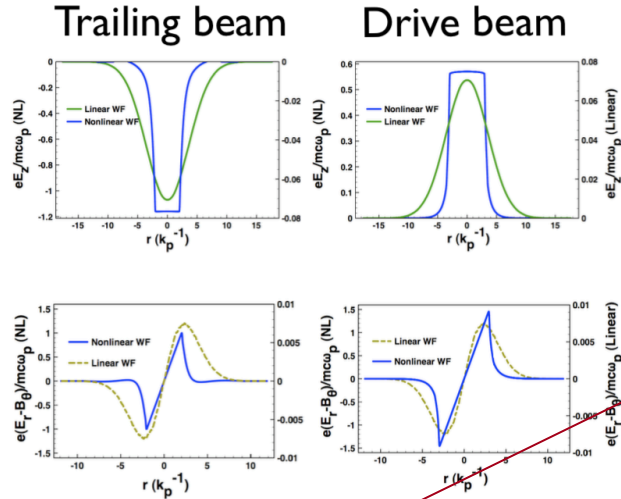 Trailing beam
Drive beam
0
-0.2
-0.4
-0.6
-0.8
-1
-1.2
eE_z/mcω_p (NL)
Linear WF
Nonlinear WF
0
-0.02
-0.04
-0.06
-0.08
-15 -10 -5 0 5 10 15
r (k_p^-1)
0.6
0.5
0.4
0.3
0.2
0.1
0
eE_z/mcω_p (NL)
Nonlinear WF
Linear WF
0.08
0.06
0.04
0.02
0
eE_z/mcω_p (Linear)
-15 -10 -5 0 5 10 15
r (k_p^-1)
1.5
1
0.5
0
-0.5
-1
-1.5
e(E_r-B_θ)/mcω_p (NL)
Nonlinear WF
Linear WF
0.01
0.005
0
-0.005
-0.01
-10 -5 0 5 10
r (k_p^-1)
1.5
1
0.5
0
-0.5
-1
-1.5
e(E_r-B_θ)/mcω_p (NL)
Linear WF
Nonlinear WF
0.01
0.005
0
-0.005
-0.01
e(E_r-B_θ)/mcω_p (Linear)
-10 -5 0 5 10
r (k_p^-1)